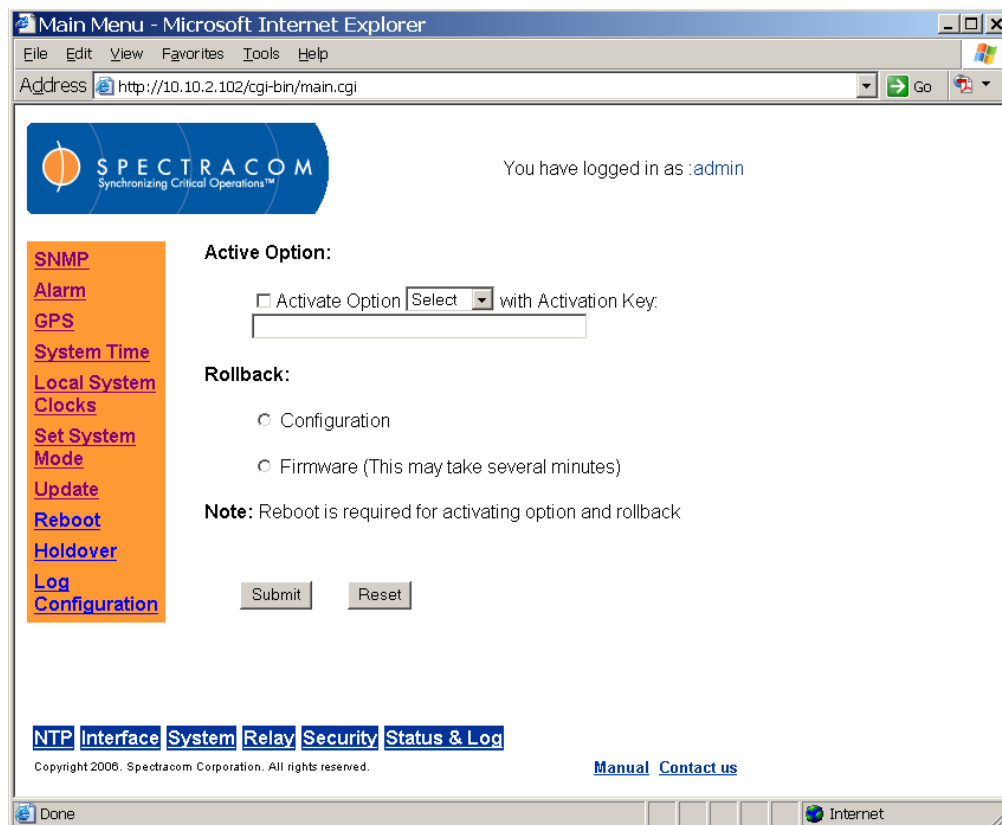 Main Menu - Microsoft Internet Explorer
File Edit View Favorites Tools Help
Address http://10.10.2.102/cgi-bin/main.cgi Go
SPECTRACOM
Synchronizing Critical Operations™
You have logged in as :admin
SNMP
Alarm
GPS
System Time
Local System
Clocks
Set System
Mode
Update
Reboot
Holdover
Log
Configuration
Active Option:
Activate Option Select with Activation Key:
Rollback:
Configuration
Firmware (This may take several minutes)
Note: Reboot is required for activating option and rollback
Submit Reset
NTP Interface System Relay Security Status & Log
Copyright 2006. Spectracom Corporation. All rights reserved.
Manual Contact us
Done Internet